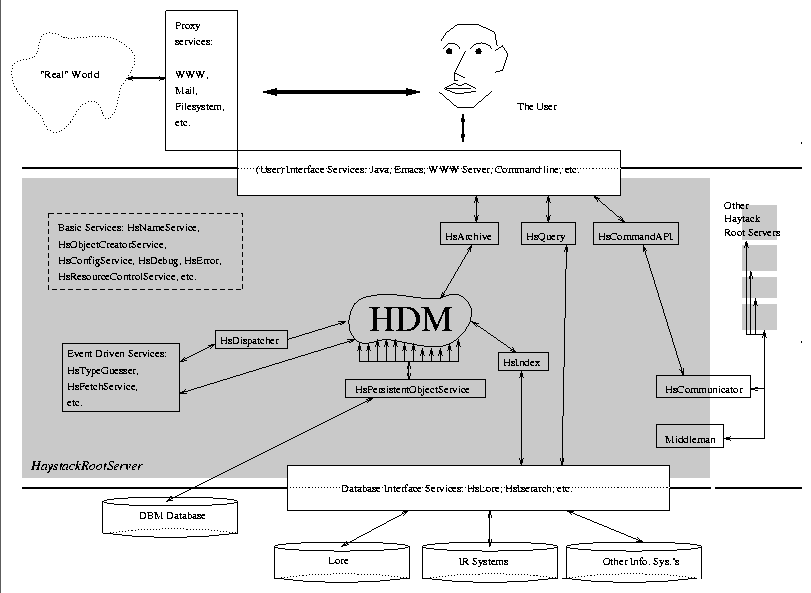 Proxy
services:
WWW,
Mail,
Filesystem,
etc.
"Real" World
The User
(User) Interface Services: Java, Emacs, WWW Server, Command line, etc.
Other
Haytack
Root Servers
Basic Services: HsNameService,
HsObjectCreatorService,
HsConfigService, HsDebug, HsError,
HsResourceControlService, etc.
HsArchive
HsQuery
HsCommandAPI
HDM
HsDispatcher
Event Driven Services:
HsTypeGuesser,
HsFetchService,
etc.
HsIndex
HsPersistentObjectService
HsCommunicator
Middleman
HaystackRootServer
Database Interface Services: HsLore, HsIserarch, etc.
DBM Database
Lore
IR Systems
Other Info. Sys.'s